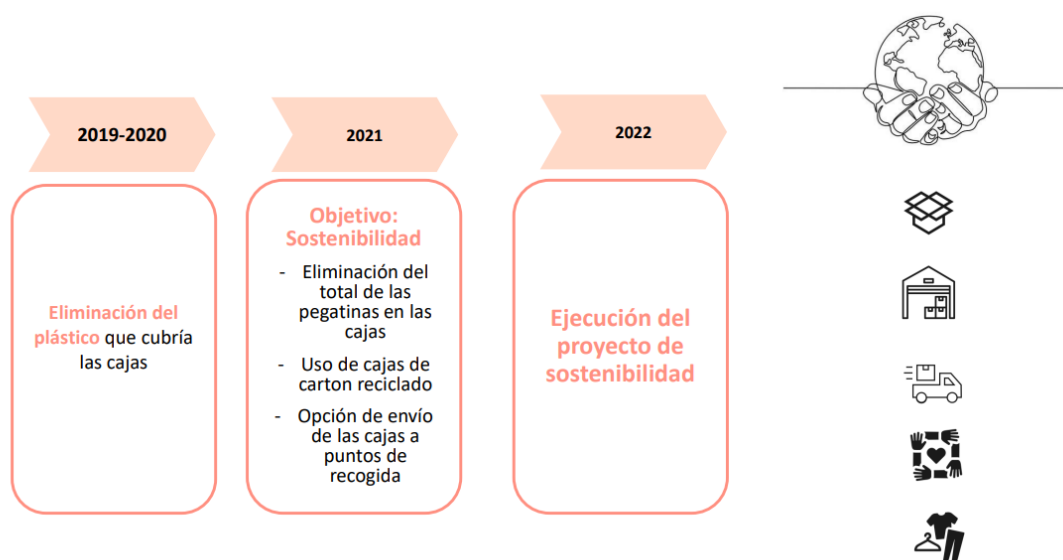 2019-2020
Eliminación del
plástico que cubría
las cajas
2021
Objetivo:
Sostenibilidad
- Eliminación del
total de las
pegatinas en las
cajas
- Uso de cajas de
carton reciclado
- Opción de envío
de las cajas a
puntos de
recogida
2022
Ejecución del
proyecto de
sostenibilidad